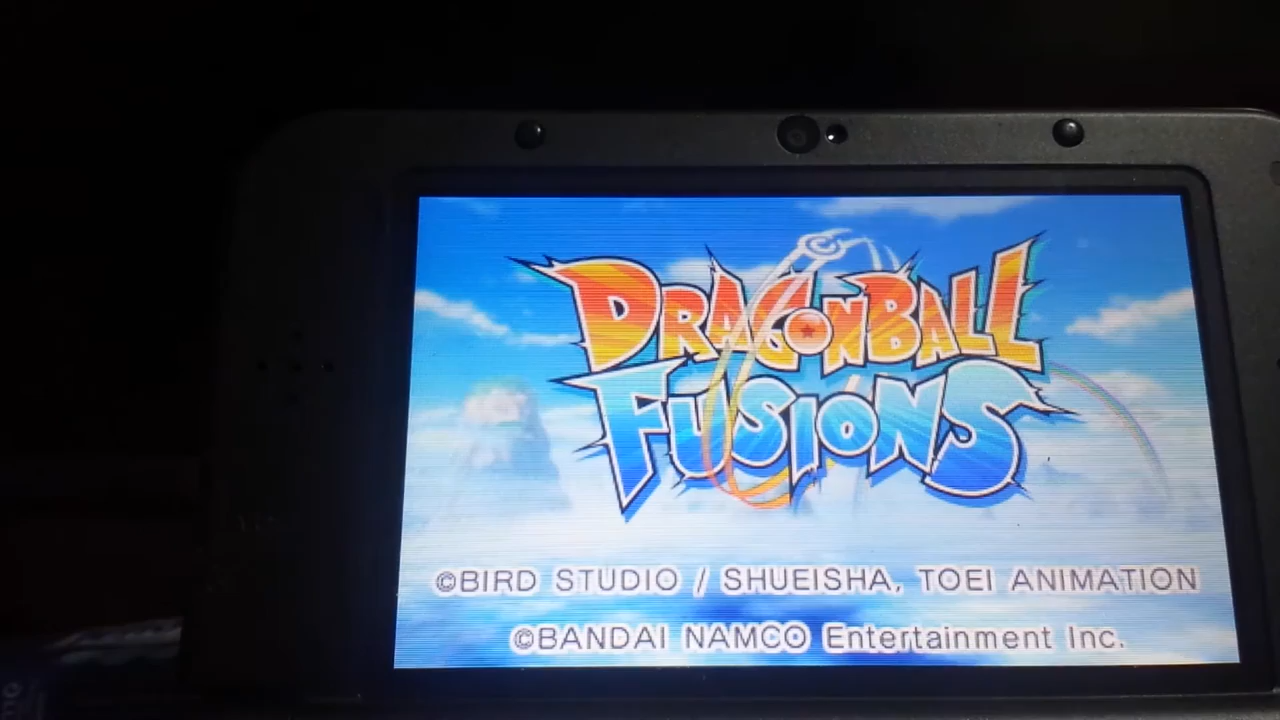 DRAGONBALL
FUSIONS
©BIRD STUDIO / SHUEISHA, TOEI ANIMATION
©BANDAI NAMCO Entertainment Inc.